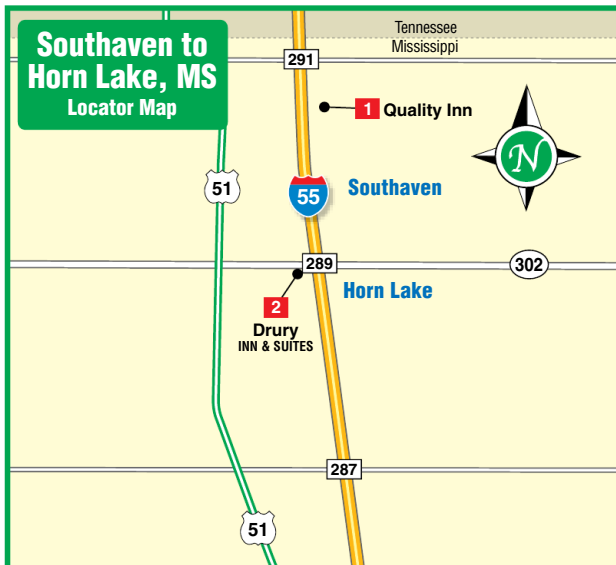 Southaven to
Horn Lake, MS
Locator Map
Tennessee
Mississippi
291
1 Quality Inn
N
51
55
Southaven
289
302
Horn Lake
2
Drury
INN & SUITES
287
51